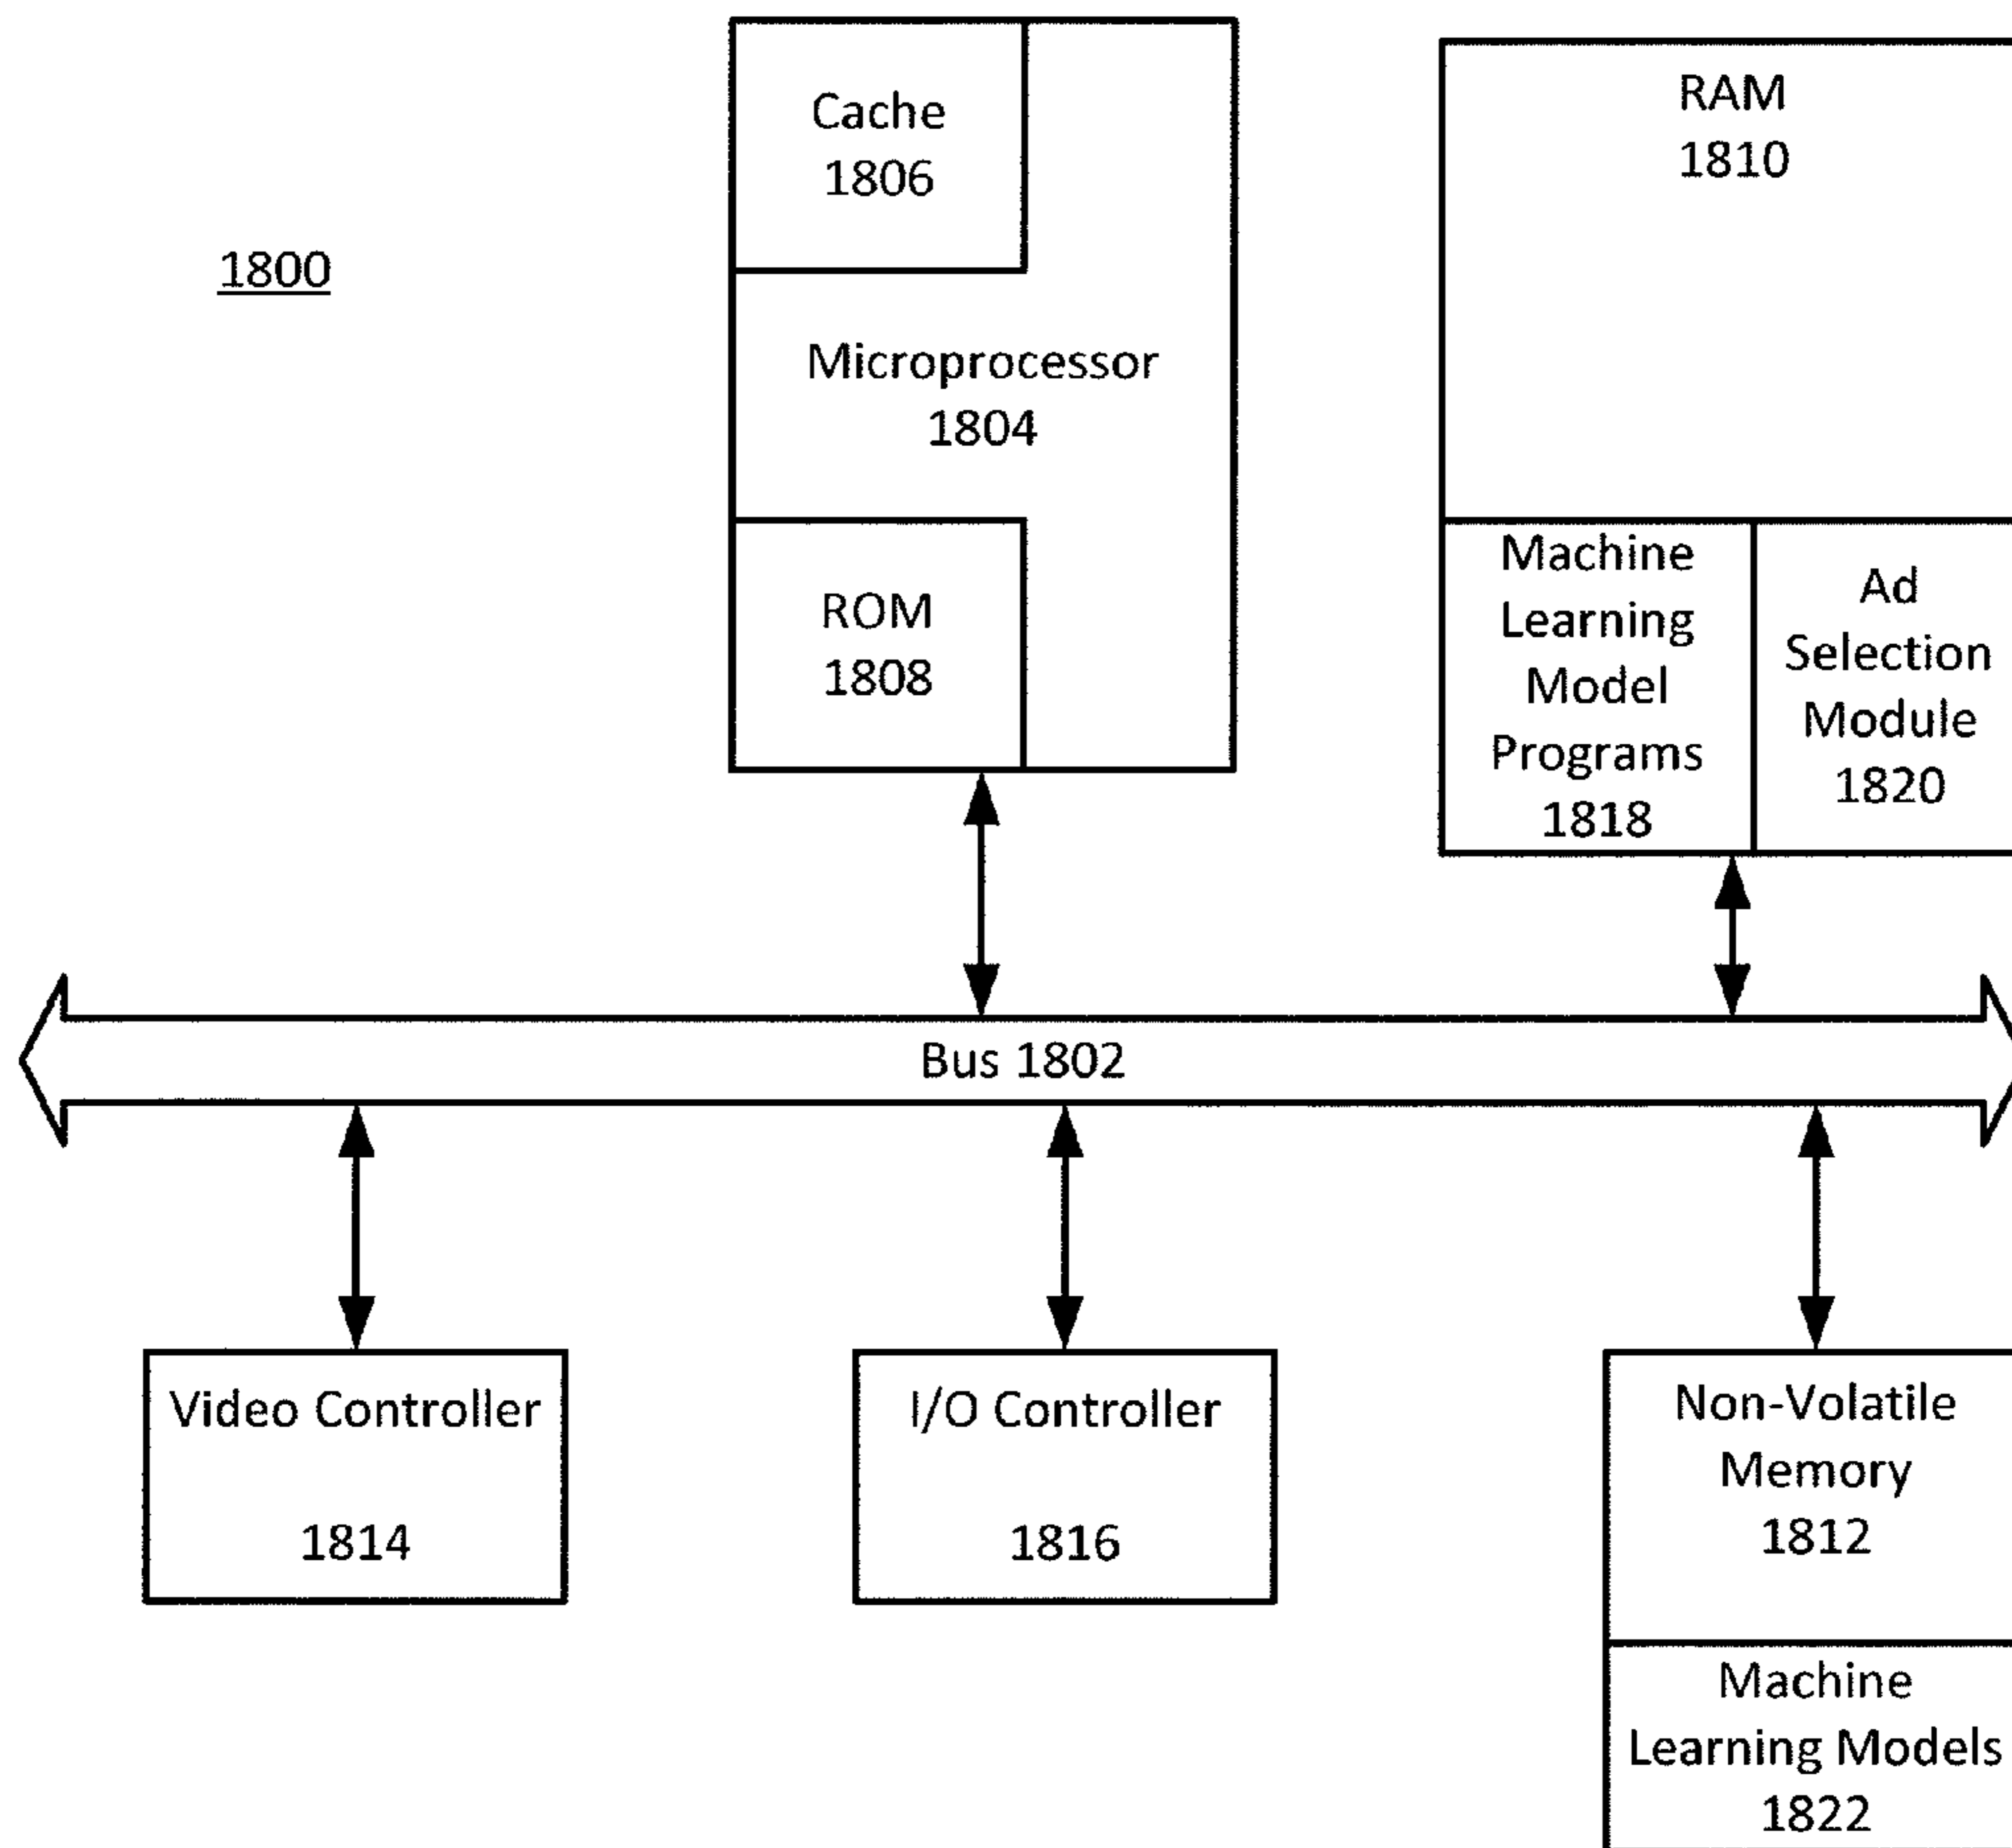 1800
Cache
1806
Microprocessor
1804
ROM
1808
RAM
1810
Machine
Learning
Model
Programs
1818
Ad
Selection
Module
1820
Bus 1802
Video Controller
1814
I/O Controller
1816
Non-Volatile
Memory
1812
Machine
Learning Models
1822